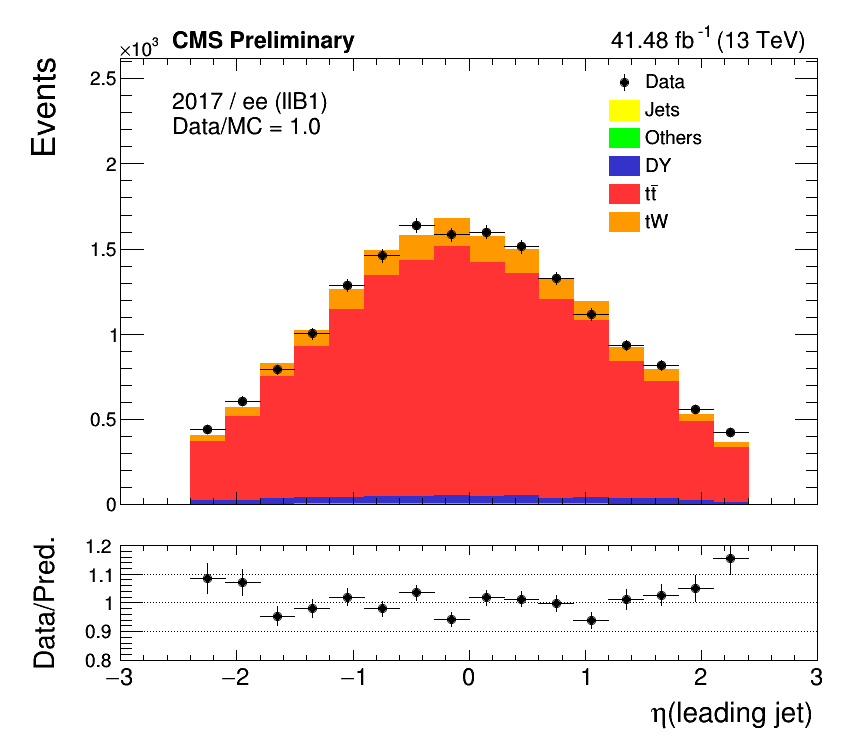 ×10³ CMS Preliminary 41.48 fb⁻¹ (13 TeV)
Events
2.5
2
1.5
1
0.5
0
2017 / ee (llB1)
Data/MC = 1.0
Data
Jets
Others
DY
tt̄
tW
Data/Pred.
1.2
1.1
1
0.9
0.8
−3 −2 −1 0 1 2 3
η(leading jet)